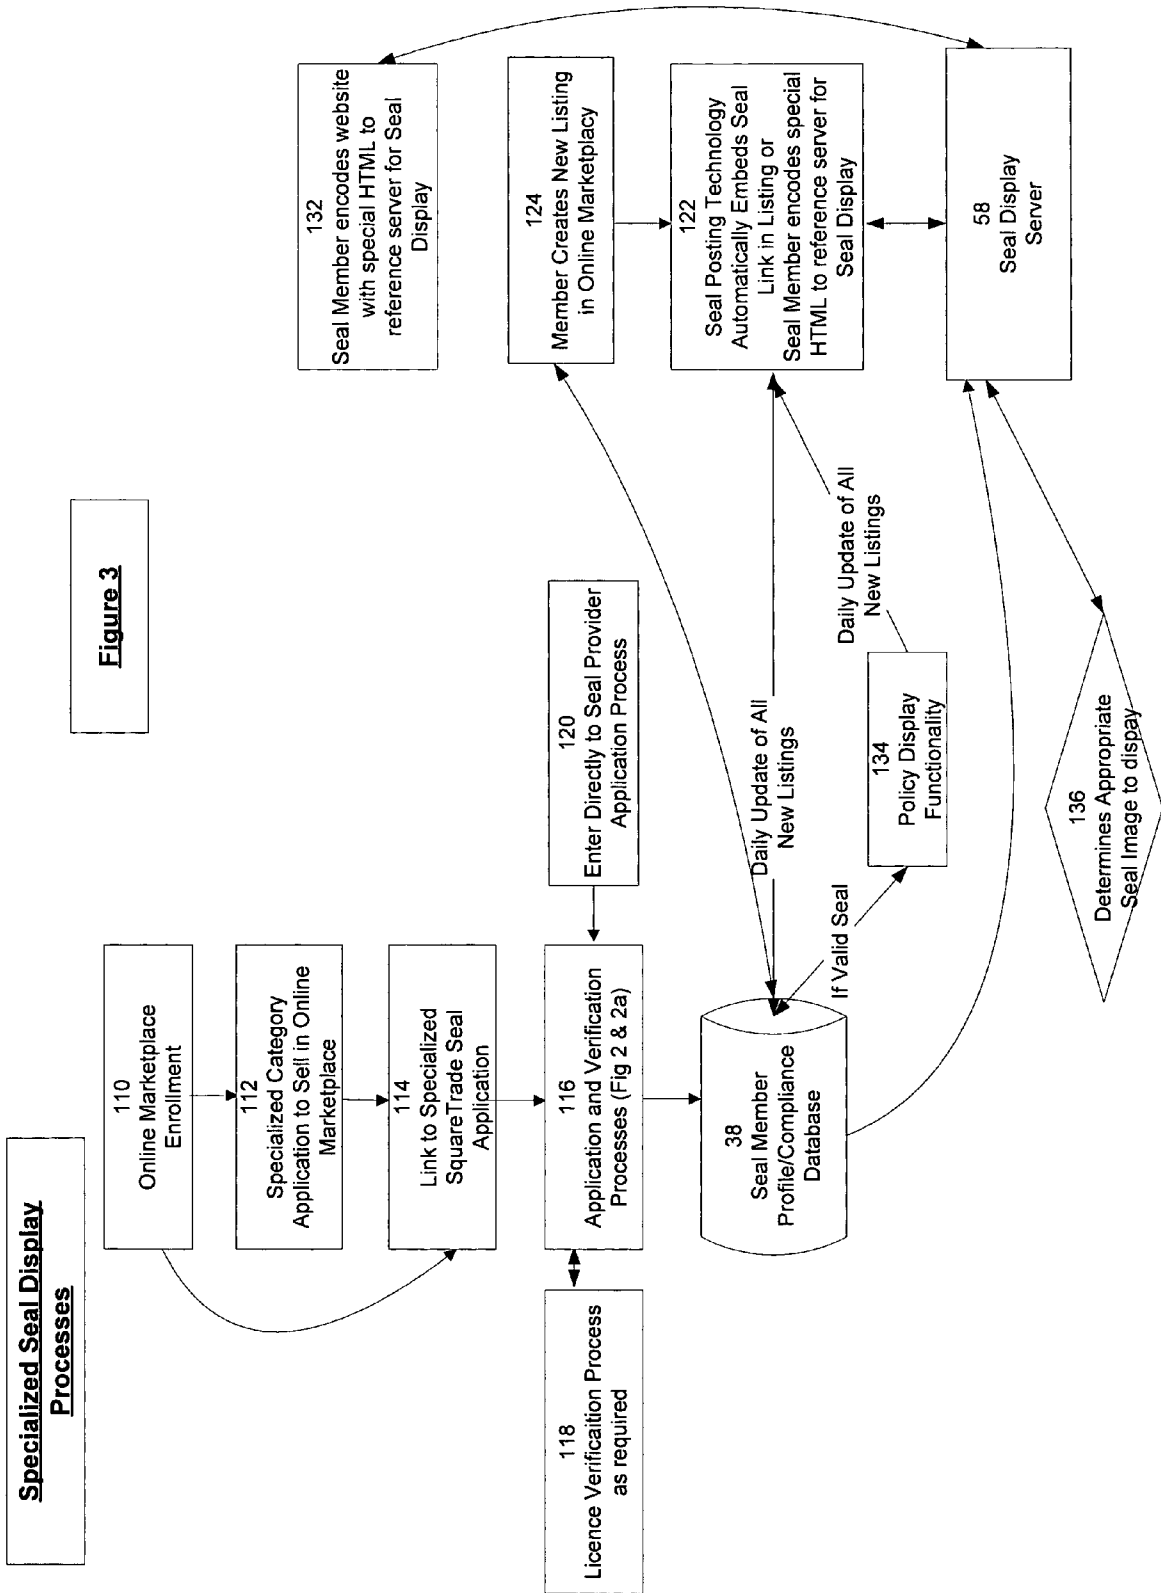 Specialized Seal Display
Processes
Figure 3
110
Online Marketplace
Enrollment
112
Specialized Category
Application to Sell in Online
Marketplace
114
Link to Specialized
SquareTrade Seal
Application
118
Licence Verificaition Process
as required
116
Application and Verification
Processes (Fig 2 & 2a)
120
Enter Directly to Seal Provider
Application Process
38
Seal Member
Profile/Compliance
Database
132
Seal Member encodes website
with special HTML to
reference server for Seal
Display
124
Member Creates New Listing
in Online Marketplacy
122
Seal Posting Technology
Automatically Embeds Seal
Link in Listing or
Seal Member encodes special
HTML to reference server for
Seal Display
Daily Update of All
New Listings
If Valid Seal
134
Policy Display
Functionality
Daily Update of All
New Listings
58
Seal Display
Server
136
Determines Appropriate
Seal Image to dispay